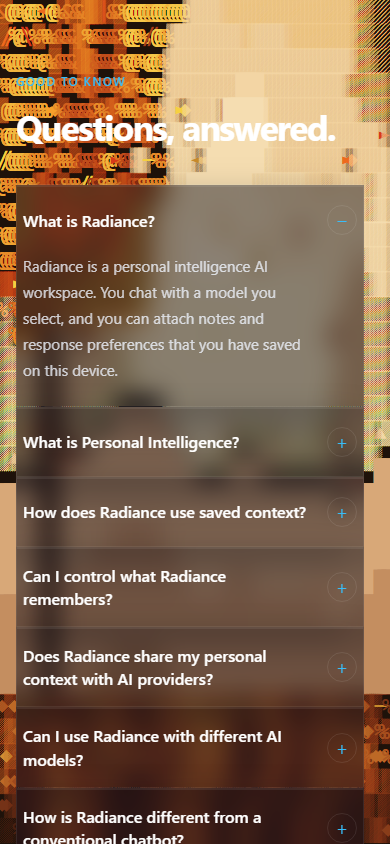 GOOD TO KNOW
Questions, answered.
What is Radiance?
Radiance is a personal intelligence AI
workspace. You chat with a model you
select, and you can attach notes and
response preferences that you have saved
on this device.
What is Personal Intelligence?
How does Radiance use saved context?
Can I control what Radiance
remembers?
Does Radiance share my personal
context with AI providers?
Can I use Radiance with different AI
models?
How is Radiance different from a
conventional chatbot?